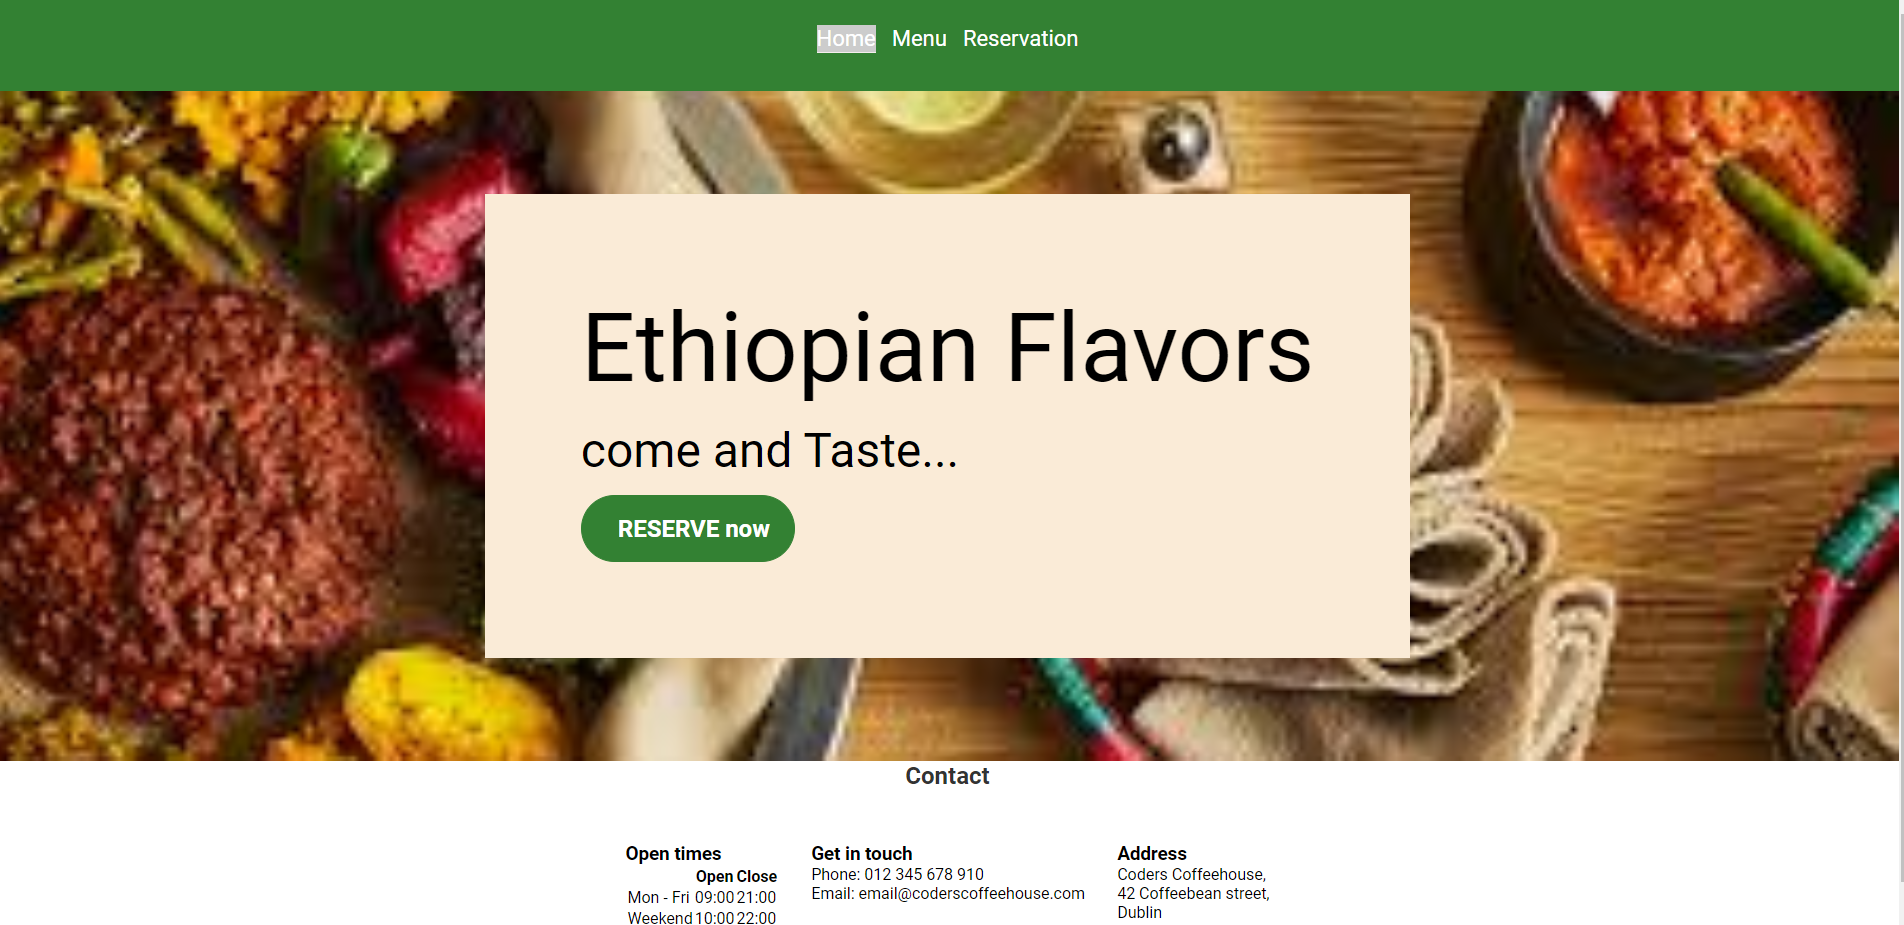 Home Menu Reservation
Ethiopian Flavors
come and Taste...
RESERVE now
Contact
Open times
Open Close
Mon - Fri 09:00 21:00
Weekend 10:00 22:00
Get in touch
Phone: 012 345 678 910
Email: email@coderscoffeehouse.com
Address
Coders Coffeehouse,
42 Coffeebean street,
Dublin